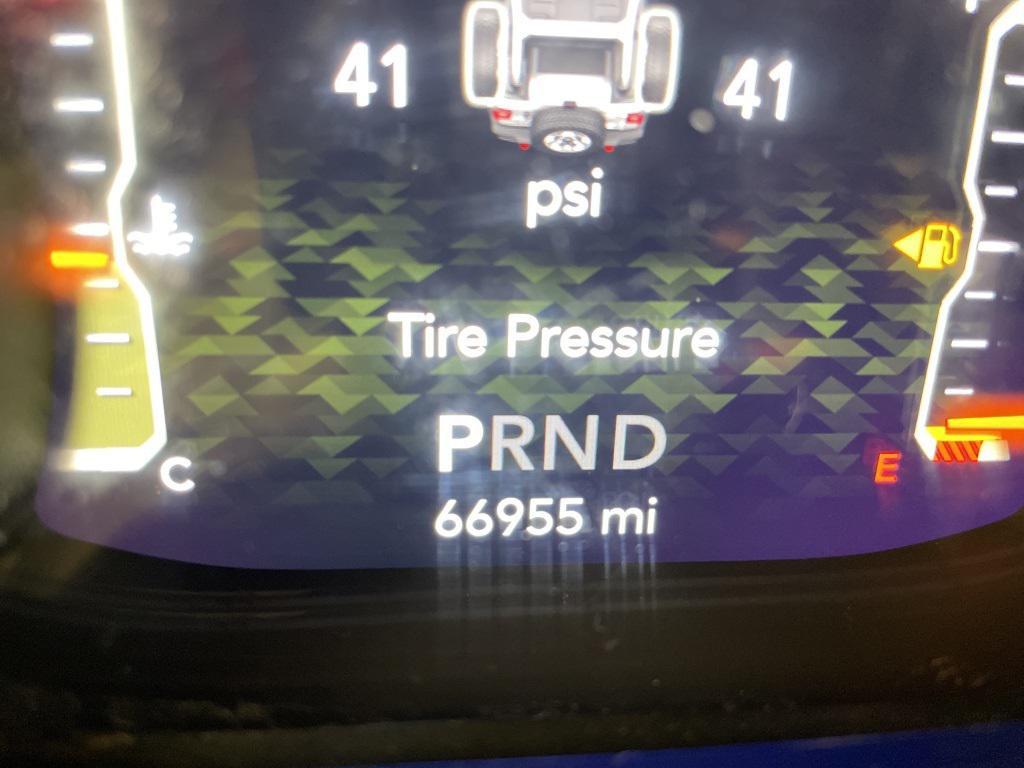 41 41
psi
Tire Pressure
PRND
C E
66955 mi